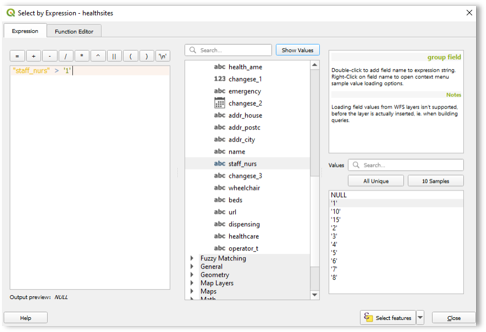 Select by Expression - healthsites
Expression
Function Editor
= + - / * ^ || ( ) '\n'
"staff_nurs" > '1'
Output preview: NULL
Search...
Show Values
abc health_ame
123 changese_1
abc emergency
changese_2
abc addr_house
abc addr_postc
abc addr_city
abc name
abc staff_nurs
abc changese_3
abc wheelchair
abc beds
abc url
abc dispensing
abc healthcare
abc operator_t
Fuzzy Matching
General
Geometry
Map Layers
Maps
Math
group field
Double-click to add field name to expression string.
Right-Click on field name to open context menu
sample value loading options.
Notes
Loading field values from WFS layers isn't supported,
before the layer is actually inserted, ie. when building
queries.
Values
Search...
All Unique
10 Samples
NULL
'1'
'10'
'15'
'2'
'3'
'4'
'5'
'6'
'7'
'8'
Help
Select features
Close